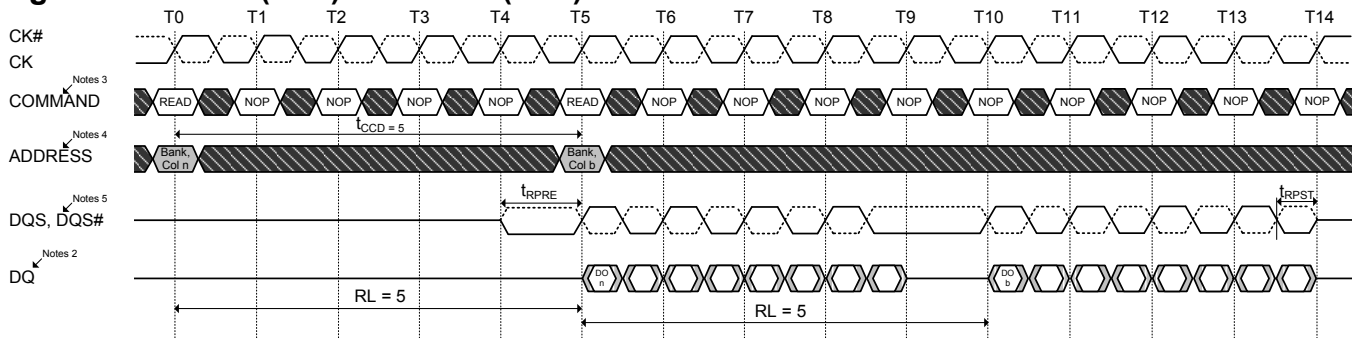 T0 T1 T2 T3 T4 T5 T6 T7 T8 T9 T10 T11 T12 T13 T14
CK#
CK
Notes 3
COMMAND READ NOP NOP NOP NOP READ NOP NOP NOP NOP NOP NOP NOP NOP NOP
tCCD = 5
Notes 4
ADDRESS
Bank, Col n
Bank, Col b
tRPRE
tRPST
Notes 5
DQS, DQS#
Notes 2
DQ
DO n
DO b
RL = 5
RL = 5